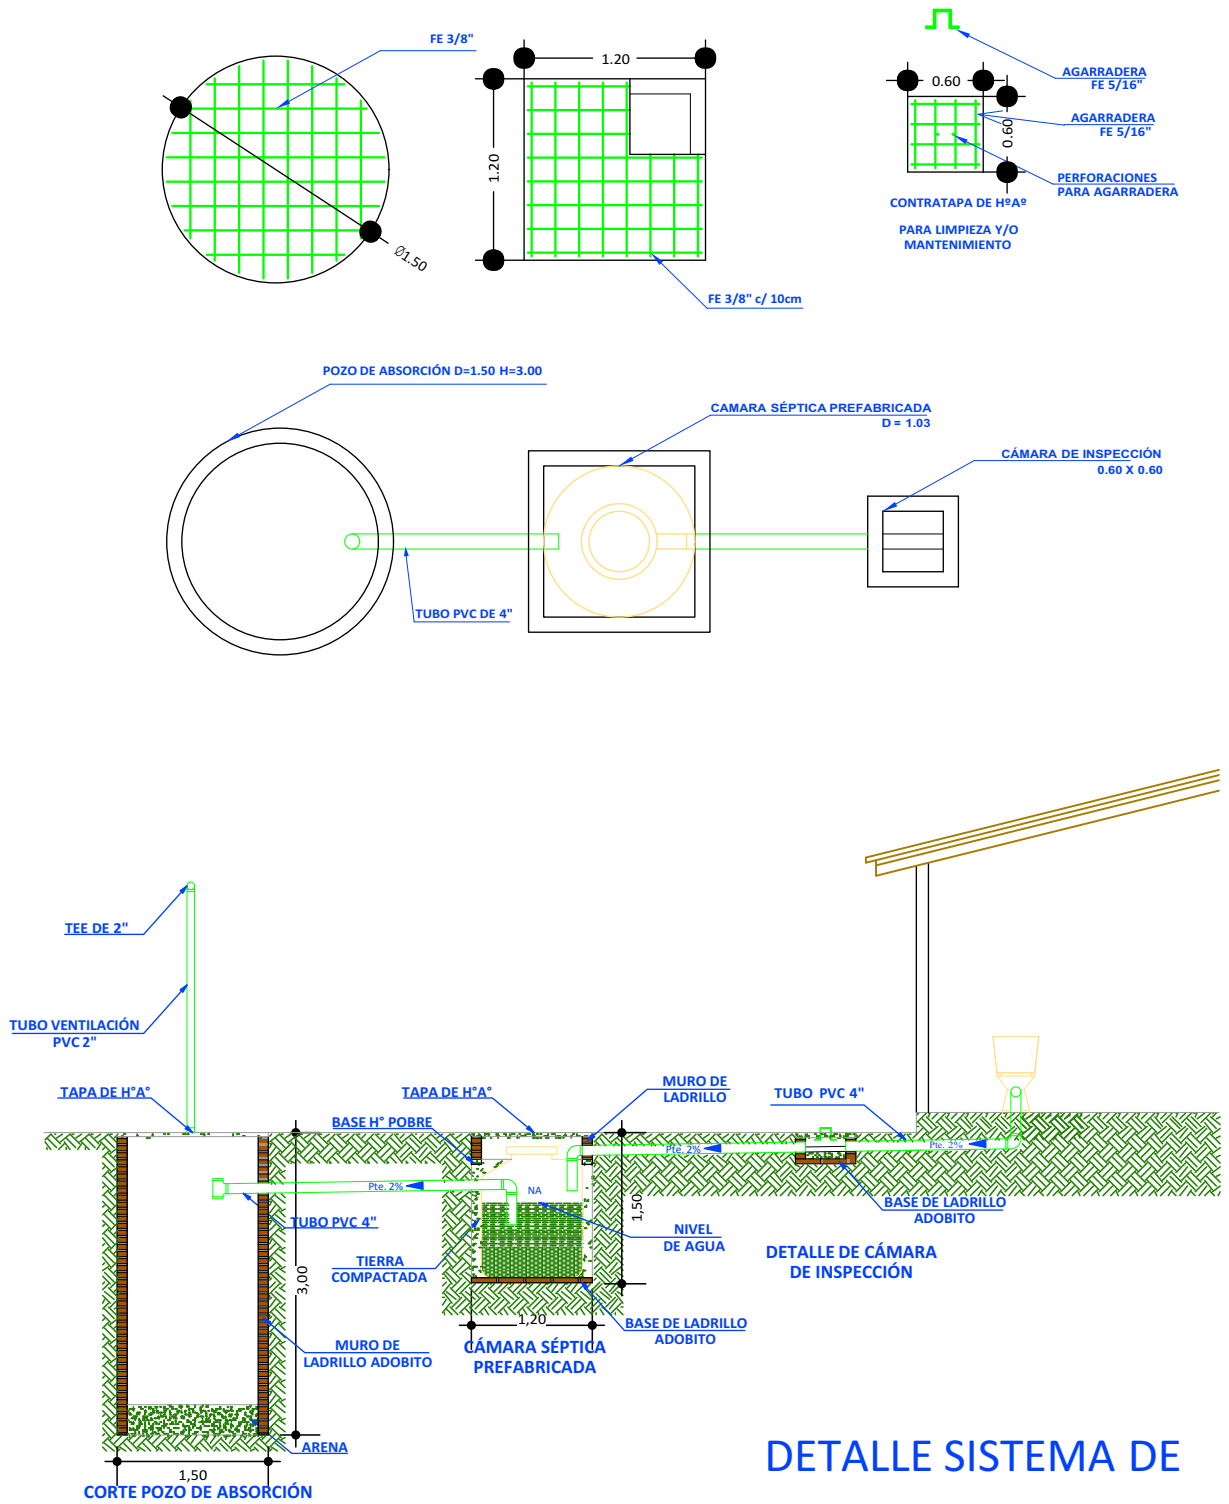 FE 3/8"
1.20
1.20
Ø1.50
FE 3/8" c/ 10cm
0.60
0.60
AGARRADERA
FE 5/16"
AGARRADERA
FE 5/16"
PERFORACIONES
PARA AGARRADERA
CONTRATAPA DE HºAº
PARA LIMPIEZA Y/O
MANTENIMIENTO
POZO DE ABSORCIÓN D=1.50 H=3.00
CAMARA SÉPTICA PREFABRICADA
D = 1.03
CÁMARA DE INSPECCIÓN
0.60 X 0.60
TUBO PVC DE 4"
TEE DE 2"
TUBO VENTILACIÓN
PVC 2"
TAPA DE H°A°
TAPA DE H°A°
BASE H° POBRE
MURO DE
LADRILLO
TUBO PVC 4"
Pte. 2%
Pte. 2%
Pte. 2%
NA
TUBO PVC 4"
TIERRA
COMPACTADA
NIVEL
DE AGUA
1,50
BASE DE LADRILLO
ADOBITO
DETALLE DE CÁMARA
DE INSPECCIÓN
3,00
1,20
BASE DE LADRILLO
ADOBITO
CÁMARA SÉPTICA
PREFABRICADA
MURO DE
LADRILLO ADOBITO
ARENA
1,50
CORTE POZO DE ABSORCIÓN
DETALLE SISTEMA DE